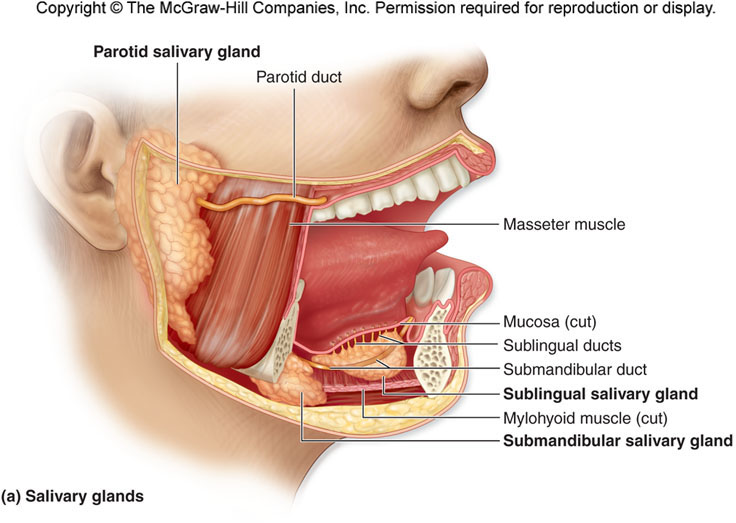 Copyright © The McGraw-Hill Companies, Inc. Permission required for reproduction or display.
Parotid salivary gland
Parotid duct
Masseter muscle
Mucosa (cut)
Sublingual ducts
Submandibular duct
Sublingual salivary gland
Mylohyoid muscle (cut)
Submandibular salivary gland
(a) Salivary glands